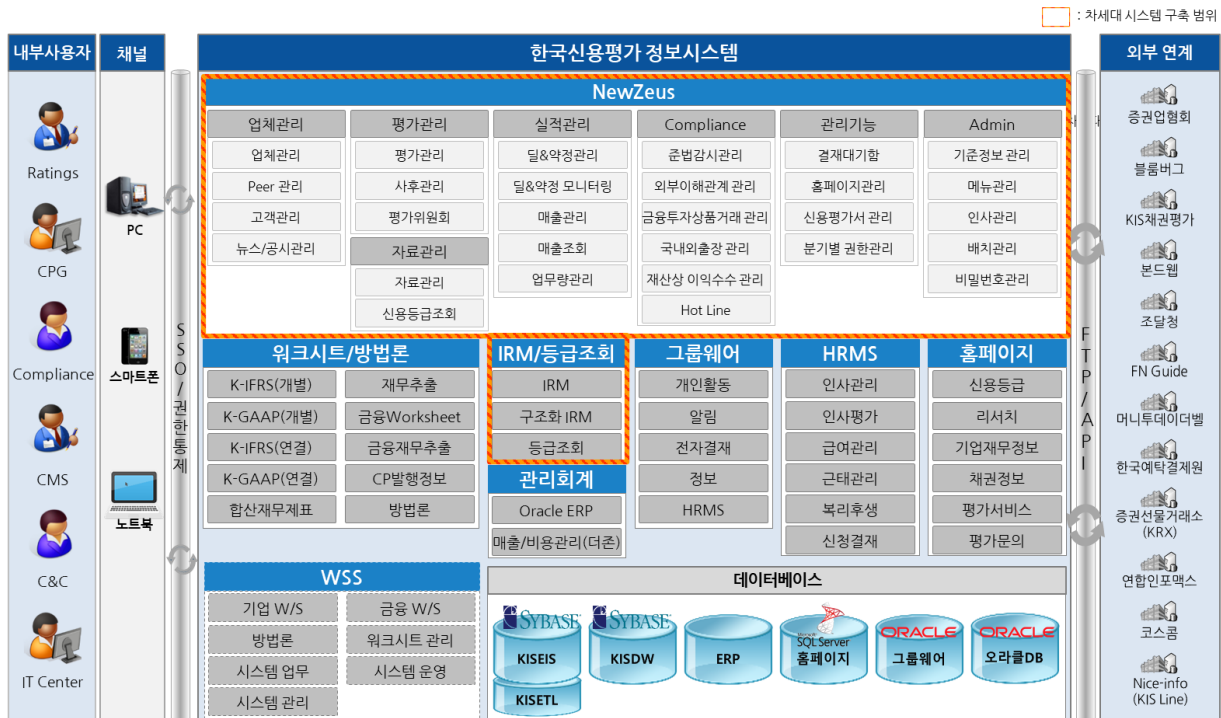 : 차세대 시스템 구축 범위
내부사용자
채널
한국신용평가 정보시스템
외부 연계
Ratings
CPG
Compliance
CMS
C&C
IT Center
PC
스마트폰
노트북
SSO/권한통제
NewZeus
업체관리
업체관리
Peer 관리
고객관리
뉴스/공시관리
평가관리
평가관리
사후관리
평가위원회
자료관리
자료관리
신용등급조회
실적관리
딜&약정관리
딜&약정 모니터링
매출관리
매출조회
업무량관리
Compliance
준법감시관리
외부이해관계 관리
금융투자상품거래 관리
국내외출장 관리
재산상 이익수수 관리
Hot Line
관리기능
결재대기함
홈페이지관리
신용평가서 관리
분기별 권한관리
Admin
기준정보 관리
메뉴관리
인사관리
배치관리
비밀번호관리
워크시트/방법론
K-IFRS(개별)
재무추출
K-GAAP(개별)
금융Worksheet
K-IFRS(연결)
금융재무추출
K-GAAP(연결)
CP발행정보
합산재무제표
방법론
IRM/등급조회
IRM
구조화 IRM
등급조회
관리회계
Oracle ERP
매출/비용관리(더존)
그룹웨어
개인활동
알림
전자결재
정보
HRMS
HRMS
인사관리
인사평가
급여관리
근태관리
복리후생
신청결재
홈페이지
신용등급
리서치
기업재무정보
채권정보
평가서비스
평가문의
WSS
기업 W/S
금융 W/S
방법론
워크시트 관리
시스템 업무
시스템 운영
시스템 관리
데이터베이스
SYBASE
KISEIS
KISETL
SYBASE
KISDW
ERP
Microsoft
SQL Server
홈페이지
ORACLE
그룹웨어
ORACLE
오라클DB
FTP/API
증권업협회
블룸버그
KIS채권평가
본드웹
조달청
FN Guide
머니투데이더벨
한국예탁결제원
증권선물거래소
(KRX)
연합인포맥스
코스콤
Nice-info
(KIS Line)